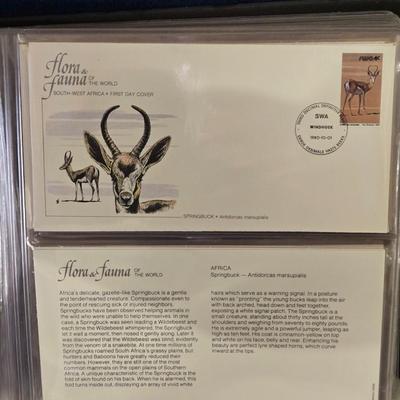 Flora & Fauna OF THE WORLD
SOUTH-WEST AFRICA • FIRST DAY COVER
SWA
WINDHOEK
1980-10-01
SPRINGBUCK - Antidorcas marsupialis
Flora & Fauna OF THE WORLD
Africa's delicate, gazelle-like Springbuck is a gentle
and tenderhearted creature. Compassionate even to
the point of rescuing sick or injured neighbors,
Springbucks have been observed helping animals in
the wild who were unable to help themselves. In one
case, a Springbuck was seen leading a Wildebeest and
each time the Wildebeest whimpered, the Springbuck
let it wait a moment, then nosed it gently along. Later it
was discovered that the Wildebeest was blind, evidently
from the venom of a snakebite. At one time millions of
Springbucks roamed South Africa's grassy plains, but
hunters and Baboons have greatly reduced their
numbers. However, they are still one of the most
common mammals on the open plains of Southern
Africa. A unique characteristic of the Springbuck is the
fold of skin found on his back. When he is alarmed, this
fold turns inside out, displaying an array of vivid white
AFRICA
Springbuck — Antidorcas marsupialis
hairs which serve as a warning signal. In a posture
known as "pronting" the young bucks leap into the air
with back arched, head down and feet together,
exposing a white signal patch. The Springbuck is a
small creature, standing about thirty inches tall at the
shoulders and weighing from seventy to eighty pounds.
He is extremely agile and a powerful jumper, leaping as
high as ten feet. His coat is cinnamon-yellow on top
and white on his face, belly and rear. Enhancing his
beauty are perfect lyre shaped horns, which curve
inward at the tips.